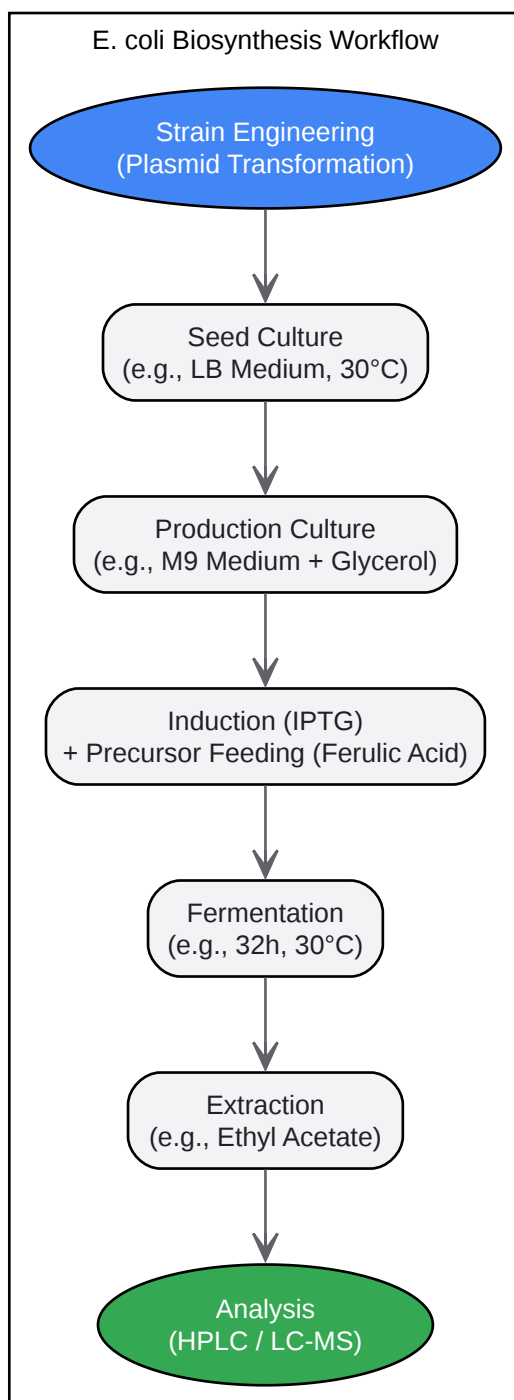 E. coli Biosynthesis Workflow
Strain Engineering
(Plasmid Transformation)
Seed Culture
(e.g., LB Medium, 30°C)
Production Culture
(e.g., M9 Medium + Glycerol)
Induction (IPTG)
+ Precursor Feeding (Ferulic Acid)
Fermentation
(e.g., 32h, 30°C)
Extraction
(e.g., Ethyl Acetate)
Analysis
(HPLC / LC-MS)